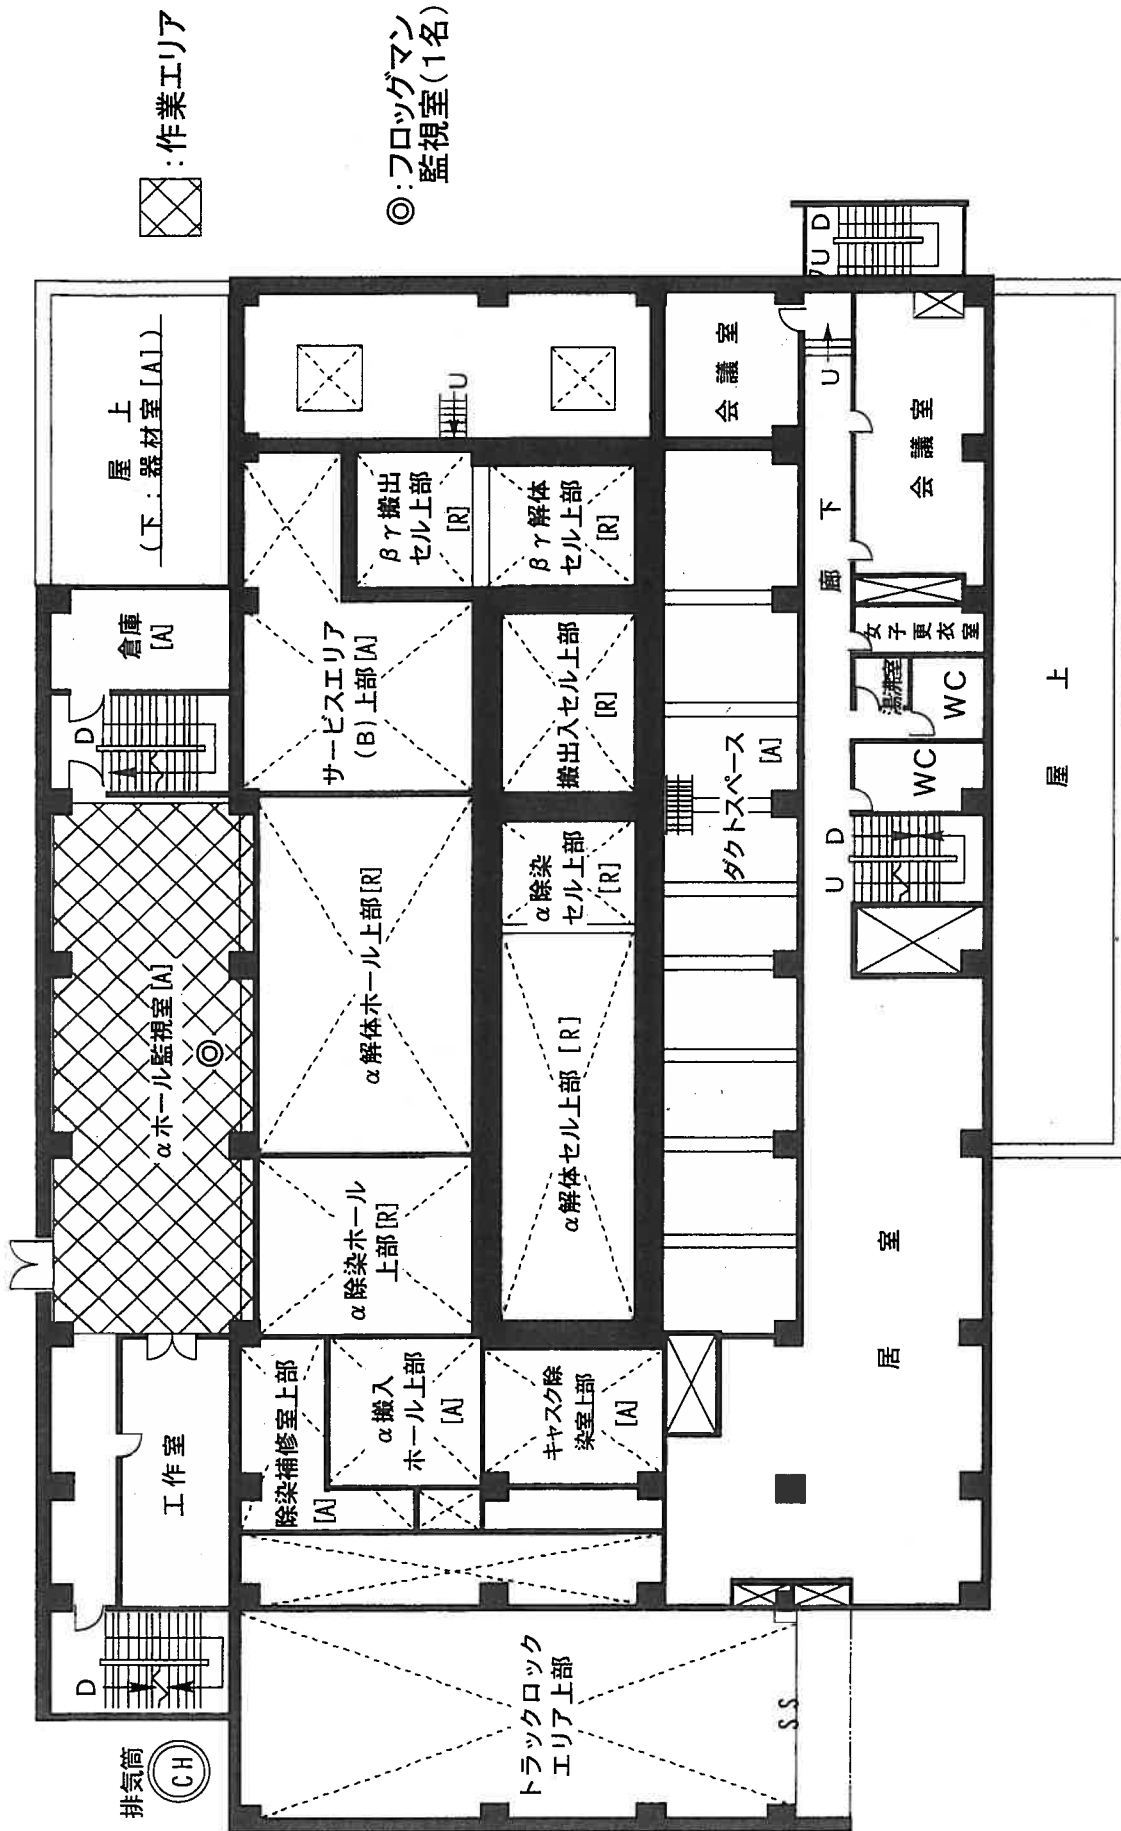 :作業エリア
◎:フロッグマン
監視室(1名)
屋上
(下:器材室[A])
倉庫
[A]
D
αホール監視室[A]
◎
工作室
D
排気筒
CH
U
サービスエリア
(B)上部[A]
βγ搬出
セル上部
[R]
βγ解体
セル上部
[R]
搬出入セル上部
[R]
α解体ホール上部[R]
α除染
セル上部
[R]
α解体セル上部[R]
α除染ホール
上部[R]
除染補修室上部
[A]
α搬入
ホール上部
[A]
キャスク除
染室上部
[A]
トラックロック
エリア上部
SS
ダクトスペース
[A]
会議室
U D
U
廊下
会議室
女子更衣室
湯沸室
WC
WC
U D
居室
屋上